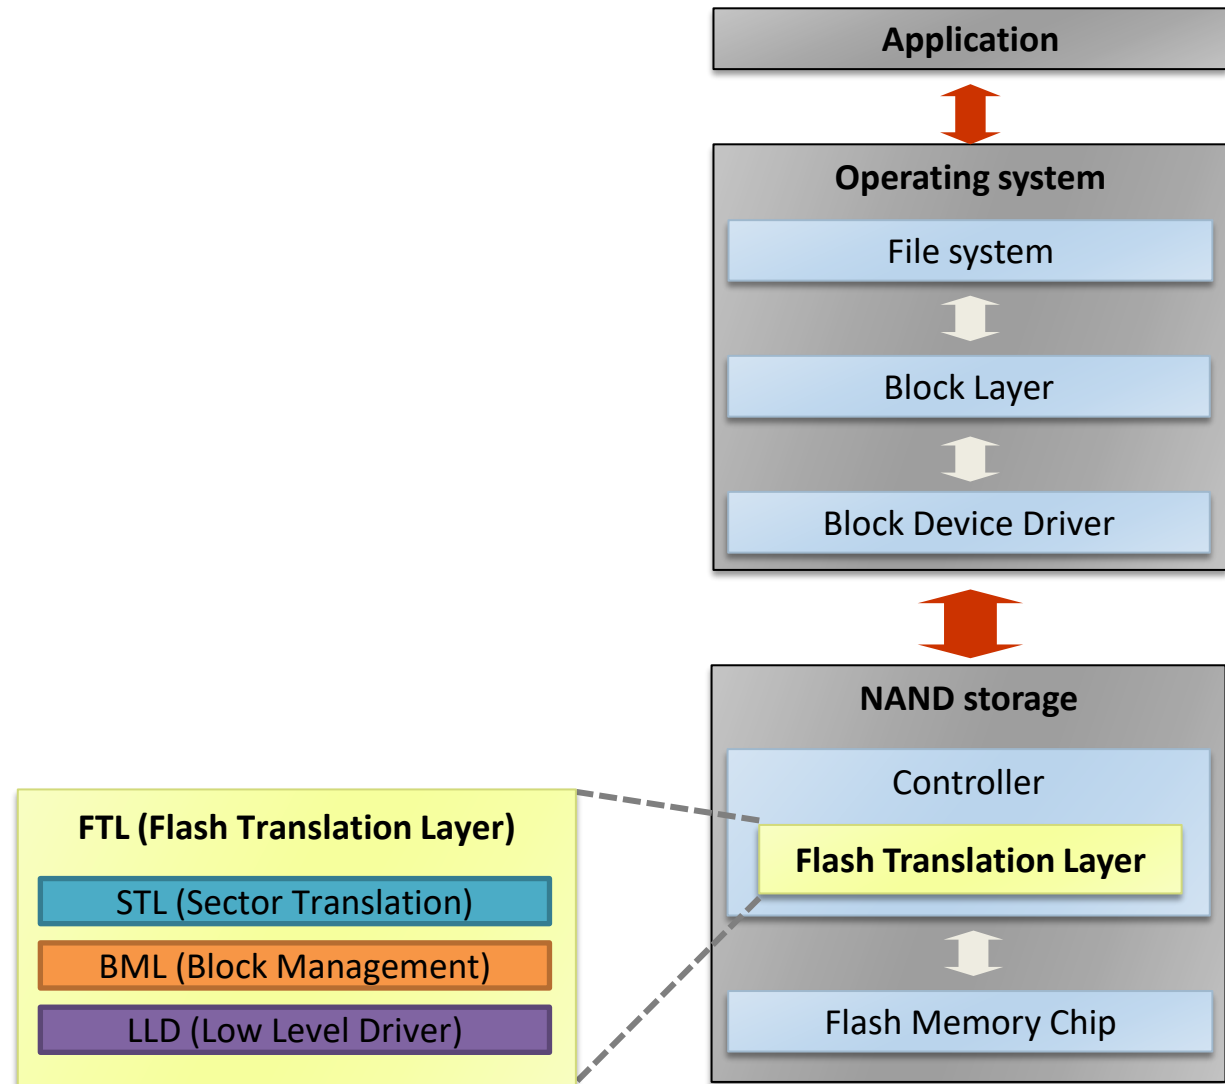 Application
Operating system
File system
Block Layer
Block Device Driver
NAND storage
Controller
Flash Translation Layer
Flash Memory Chip
FTL (Flash Translation Layer)
STL (Sector Translation)
BML (Block Management)
LLD (Low Level Driver)